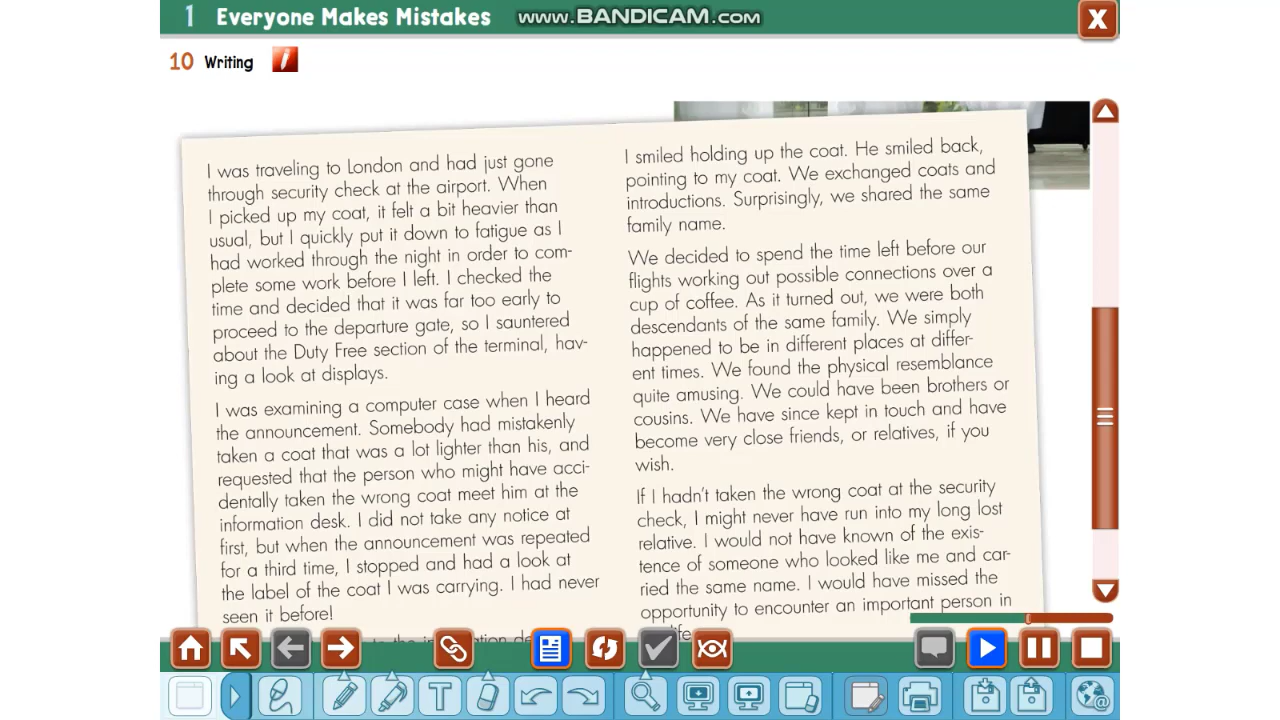 1 Everyone Makes Mistakes
www.BANDICAM.com
X
10 Writing
I was traveling to London and had just gone
through security check at the airport. When
I picked up my coat, it felt a bit heavier than
usual, but I quickly put it down to fatigue as I
had worked through the night in order to com-
plete some work before I left. I checked the
time and decided that it was far too early to
proceed to the departure gate, so I sauntered
about the Duty Free section of the terminal, hav-
ing a look at displays.
I was examining a computer case when I heard
the announcement. Somebody had mistakenly
taken a coat that was a lot lighter than his, and
requested that the person who might have acci-
dentally taken the wrong coat meet him at the
information desk. I did not take any notice at
first, but when the announcement was repeated
for a third time, I stopped and had a look at
the label of the coat I was carrying. I had never
seen it before!
to the information
I smiled holding up the coat. He smiled back,
pointing to my coat. We exchanged coats and
introductions. Surprisingly, we shared the same
family name.
We decided to spend the time left before our
flights working out possible connections over a
cup of coffee. As it turned out, we were both
descendants of the same family. We simply
happened to be in different places at differ-
ent times. We found the physical resemblance
quite amusing. We could have been brothers or
cousins. We have since kept in touch and have
become very close friends, or relatives, if you
wish.
If I hadn't taken the wrong coat at the security
check, I might never have run into my long lost
relative. I would not have known of the exis-
tence of someone who looked like me and car-
ried the same name. I would have missed the
opportunity to encounter an important person in
T